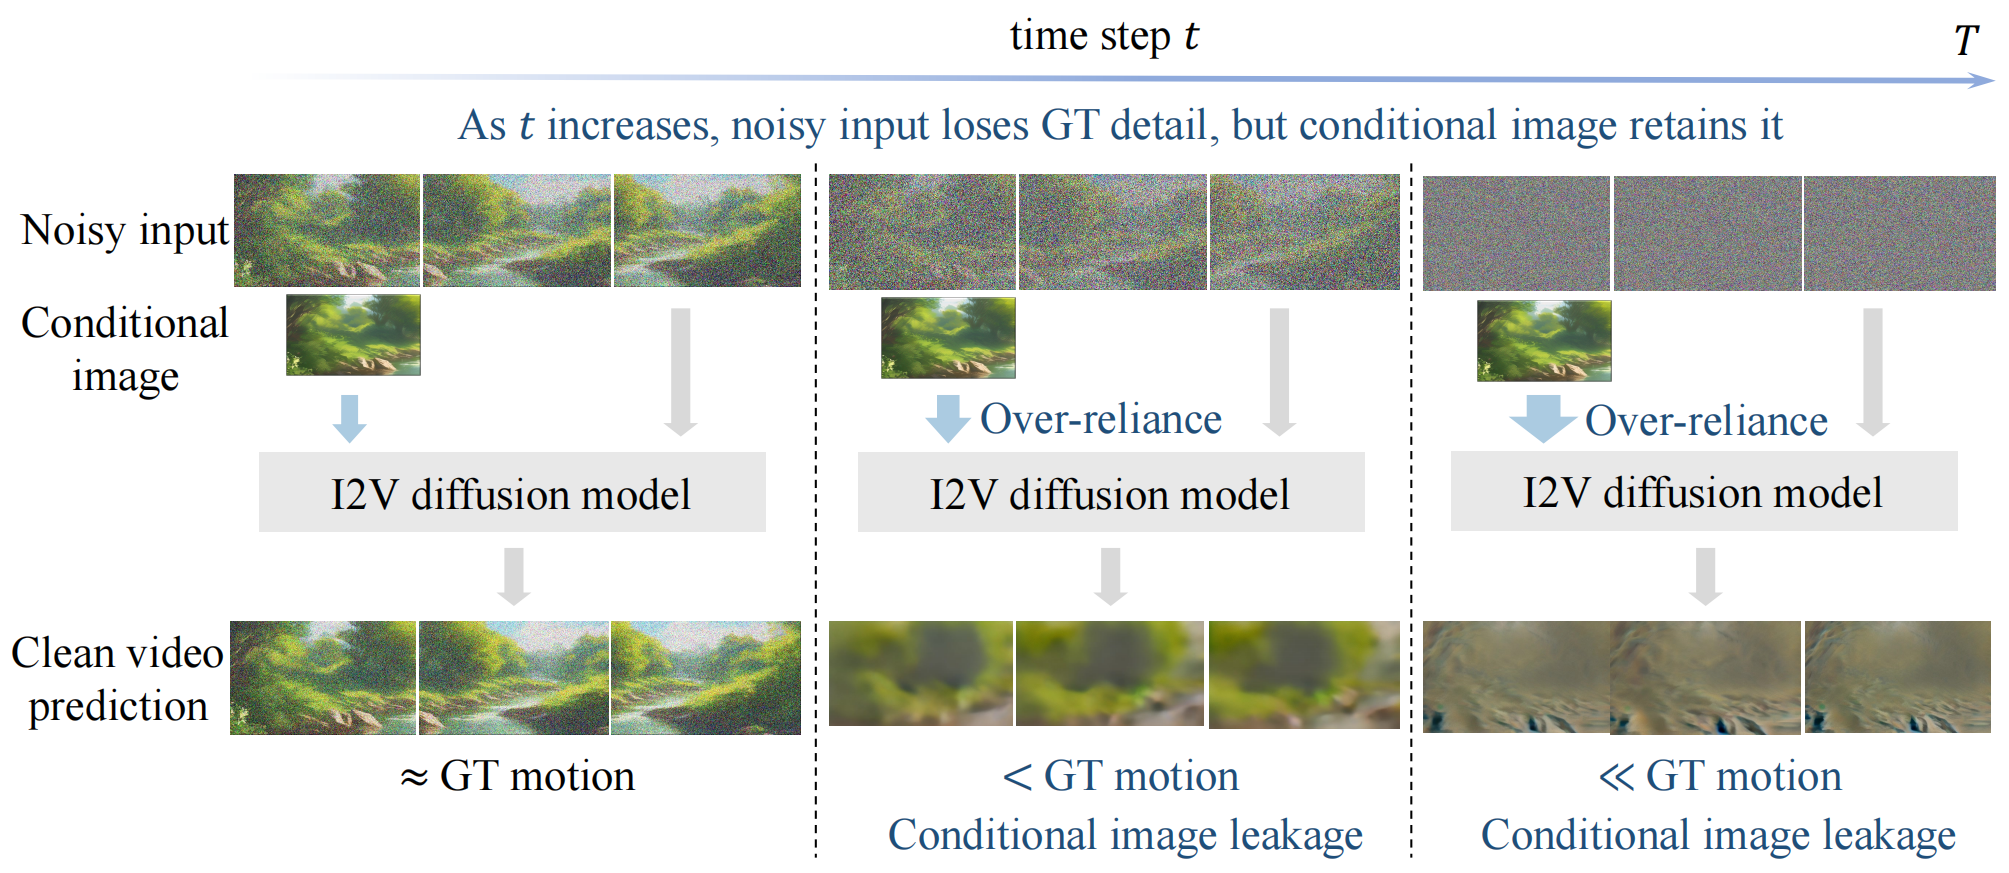 time step t
T
As t increases, noisy input loses GT detail, but conditional image retains it
Noisy input
Conditional
image
Over-reliance
Over-reliance
I2V diffusion model
I2V diffusion model
I2V diffusion model
Clean video
prediction
≈ GT motion
< GT motion
≪ GT motion
Conditional image leakage
Conditional image leakage